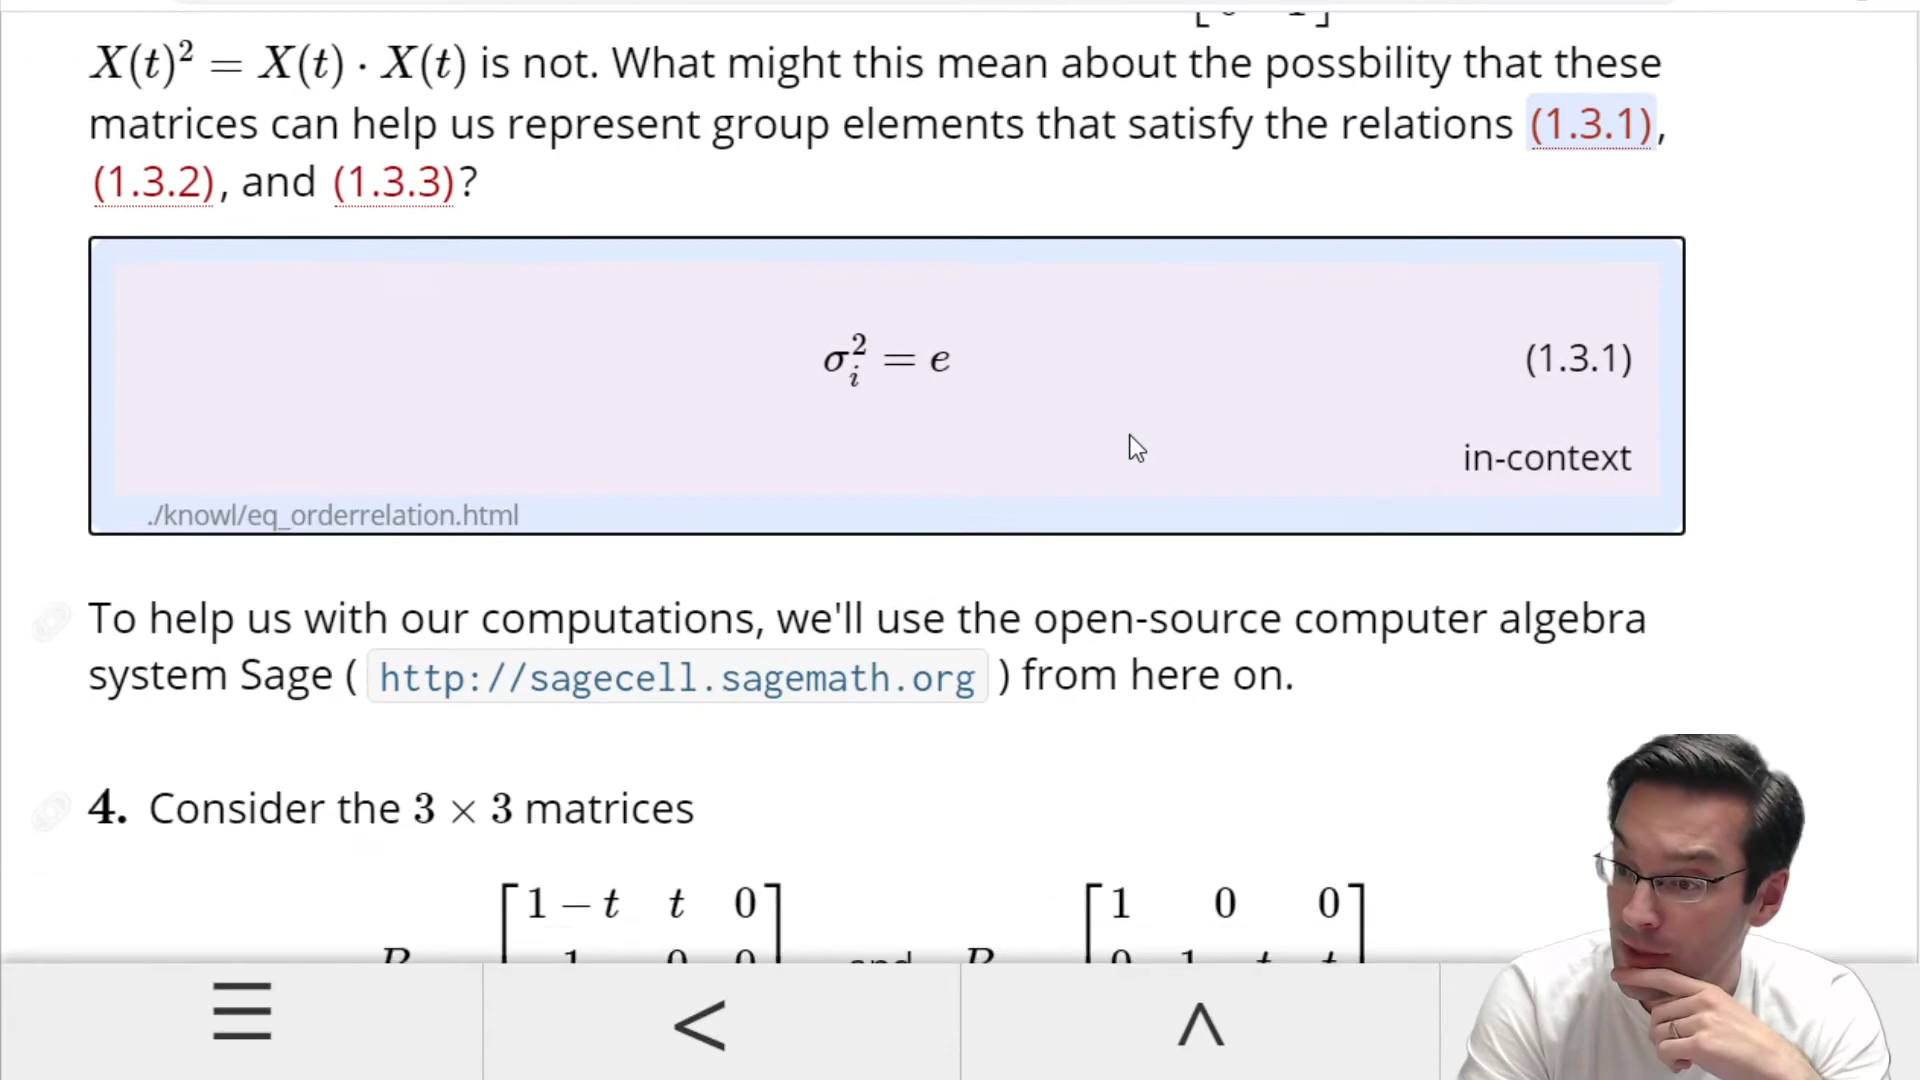 X(t)² = X(t) · X(t) is not. What might this mean about the possbility that these
matrices can help us represent group elements that satisfy the relations (1.3.1),
(1.3.2), and (1.3.3)?
σᵢ² = e (1.3.1)
in-context
./knowl/eq_orderrelation.html
To help us with our computations, we'll use the open-source computer algebra
system Sage ( http://sagecell.sagemath.org ) from here on.
4. Consider the 3 × 3 matrices
1 − t t 0 1 0 0